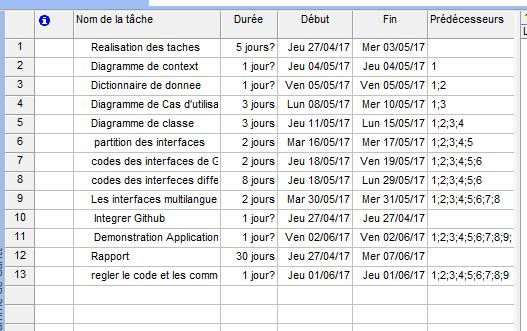 Nom de la tâche Durée Début Fin Prédécesseurs
1 Realisation des taches 5 jours? Jeu 27/04/17 Mer 03/05/17
2 Diagramme de context 1 jour? Jeu 04/05/17 Jeu 04/05/17 1
3 Dictionnaire de donnee 1 jour? Ven 05/05/17 Ven 05/05/17 1;2
4 Diagramme de Cas d'utilisa 3 jours Lun 08/05/17 Mer 10/05/17 1;3
5 Diagramme de classe 3 jours Jeu 11/05/17 Lun 15/05/17 1;2;3;4
6 partition des interfaces 2 jours Mar 16/05/17 Mer 17/05/17 1;2;3;4;5
7 codes des interfaces de G 2 jours Jeu 18/05/17 Ven 19/05/17 1;2;3;4;5;6
8 codes des interfeces diffe 8 jours Jeu 18/05/17 Lun 29/05/17 1;2;3;4;5;6
9 Les interfaces multilangue 2 jours Mar 30/05/17 Mer 31/05/17 1;2;3;4;5;6;7;8
10 Integrer Github 1 jour? Jeu 27/04/17 Jeu 27/04/17
11 Demonstration Application 1 jour? Ven 02/06/17 Ven 02/06/17 1;2;3;4;5;6;7;8;9;
12 Rapport 30 jours Jeu 27/04/17 Mer 07/06/17
13 regler le code et les comm 1 jour? Jeu 01/06/17 Jeu 01/06/17 1;2;3;4;5;6;7;8;9